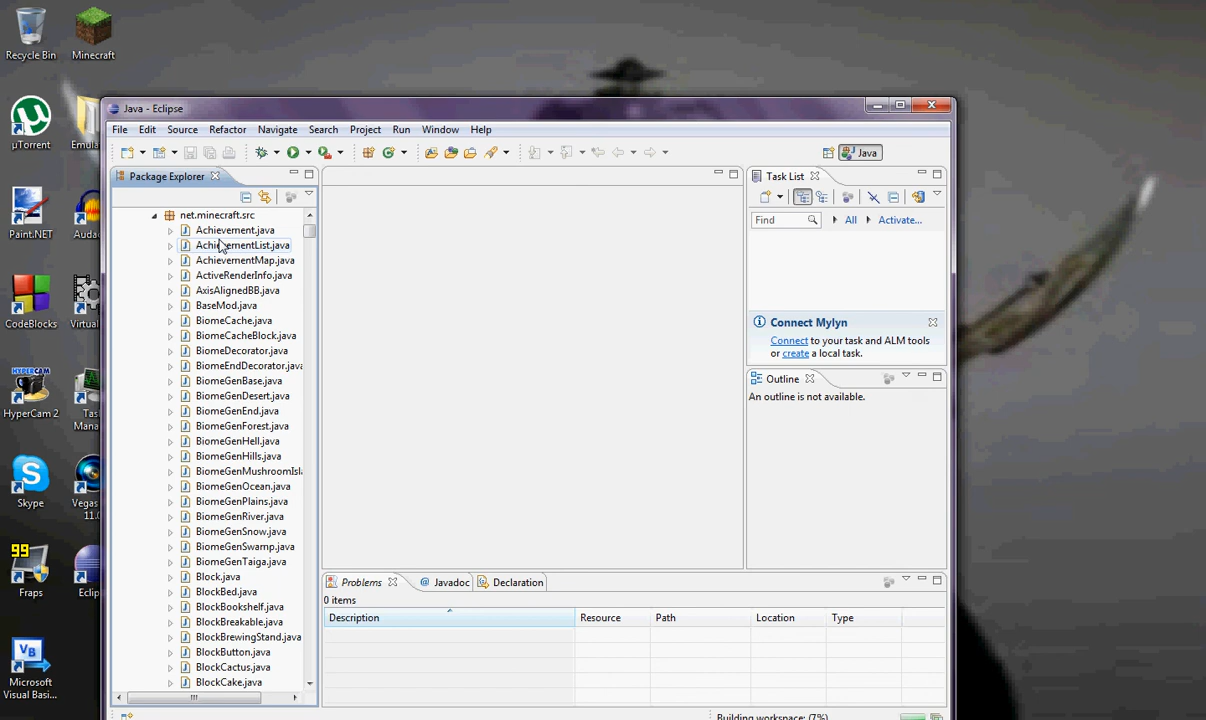 Recycle Bin
Minecraft
µTorrent
Emula
Paint.NET
Audac
CodeBlocks
Virtual
HYPERCAM
HyperCam 2
Tas
Mana
Skype
Vegas
11.0
99
Fraps
Eclip
VB
Microsoft
Visual Basi...
Java - Eclipse
File Edit Source Refactor Navigate Search Project Run Window Help
Java
Package Explorer
net.minecraft.src
Achievement.java
AchievementList.java
AchievementMap.java
ActiveRenderInfo.java
AxisAlignedBB.java
BaseMod.java
BiomeCache.java
BiomeCacheBlock.java
BiomeDecorator.java
BiomeEndDecorator.java
BiomeGenBase.java
BiomeGenDesert.java
BiomeGenEnd.java
BiomeGenForest.java
BiomeGenHell.java
BiomeGenHills.java
BiomeGenMushroomIsl
BiomeGenOcean.java
BiomeGenPlains.java
BiomeGenRiver.java
BiomeGenSnow.java
BiomeGenSwamp.java
BiomeGenTaiga.java
Block.java
BlockBed.java
BlockBookshelf.java
BlockBreakable.java
BlockBrewingStand.java
BlockButton.java
BlockCactus.java
BlockCake.java
Task List
Find All Activate...
Connect Mylyn
Connect to your task and ALM tools
or create a local task.
Outline
An outline is not available.
Problems @ Javadoc Declaration
0 items
Description Resource Path Location Type
Building workspace: (7%)